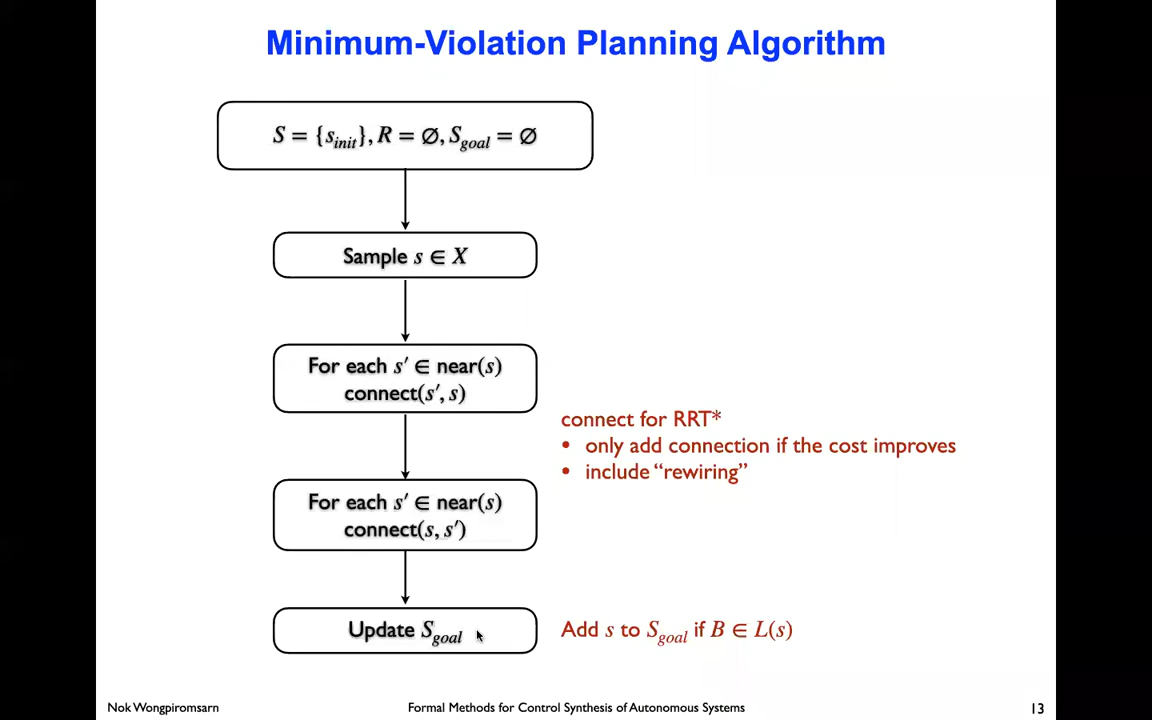 Minimum-Violation Planning Algorithm
S = {s_init}, R = ∅, S_goal = ∅
Sample s ∈ X
For each s′ ∈ near(s)
connect(s′, s)
connect for RRT*
• only add connection if the cost improves
• include “rewiring”
For each s′ ∈ near(s)
connect(s, s′)
Update S_goal
Add s to S_goal if B ∈ L(s)
Nok Wongpiromsarn
Formal Methods for Control Synthesis of Autonomous Systems
13